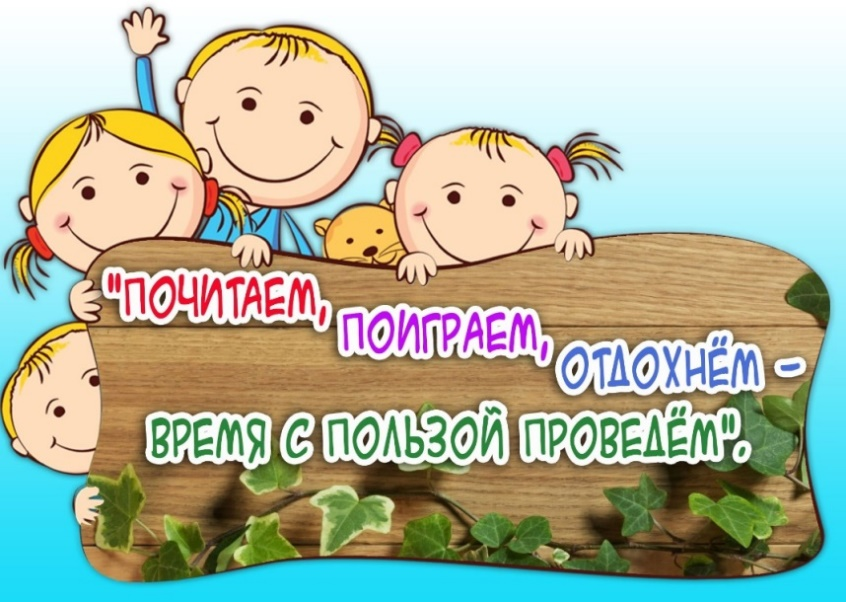 "ПОЧИТАЕМ,
ПОИГРАЕМ,
ОТДОХНЁМ –
ВРЕМЯ С ПОЛЬЗОЙ ПРОВЕДЁМ".